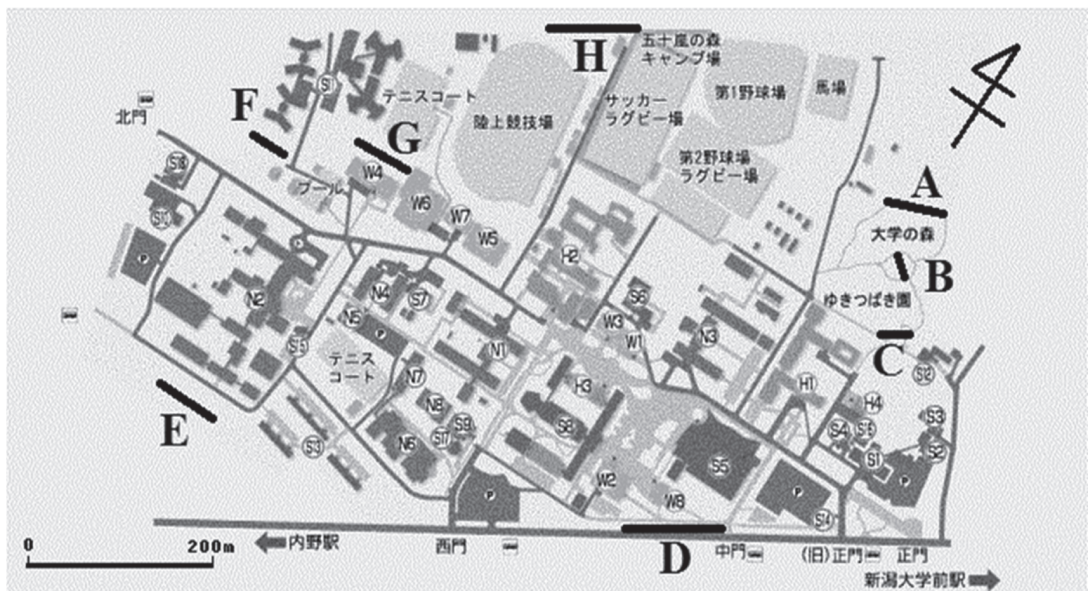 H
五十嵐の森
キャンプ場
F
S1
テニスコート
G
陸上競技場
サッカー
ラグビー場
第1野球場
馬場
第2野球場
ラグビー場
北門
W4
プール
W6
W7
W5
A
大学の森
B
ゆきつばき園
C
P
N2
N4
S7
N5
P
テニス
コート
N1
H2
S6
W3
W1
N3
H1
H4
S12
S3
S2
S4
S1
P
E
S3
N7
N8
S9
S17
N6
H3
S8
W2
W8
S5
P
S14
P
D
0
200m
内野駅
西門
中門
(旧)正門
正門
新潟大学前駅